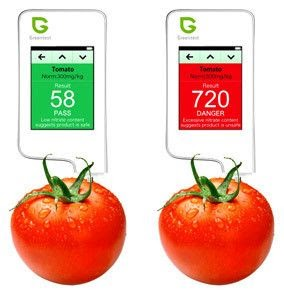 Greentest
Tomato
Norm:300mg/kg
Result
58
PASS
Low nitrate content
suggests product is safe
Greentest
Tomato
Norm:300mg/kg
Result
720
DANGER
Excessive nitrate content
suggests product is unsafe